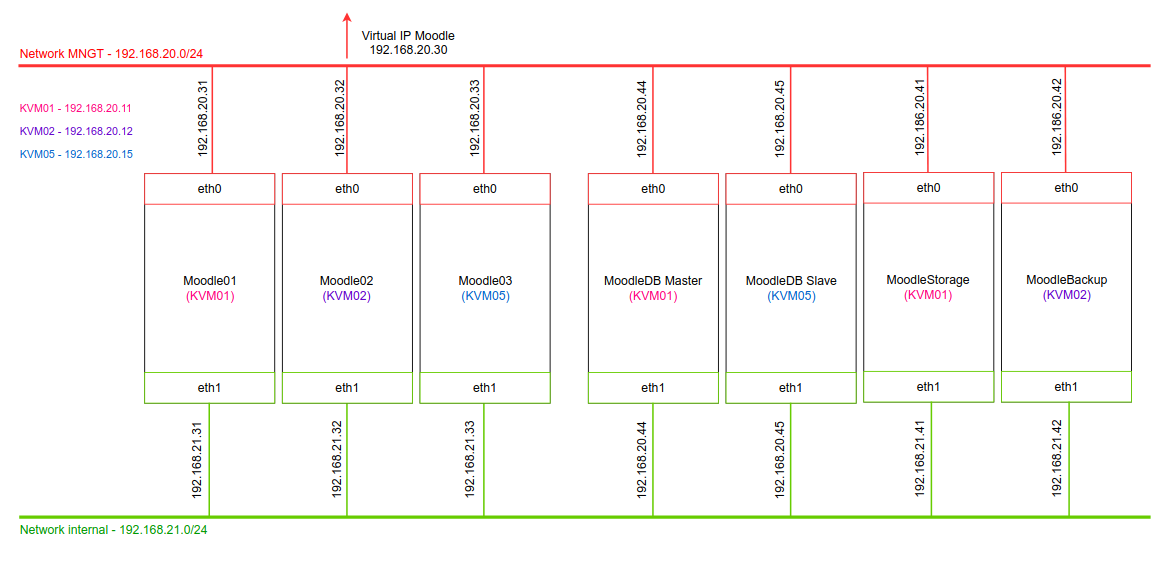 Virtual IP Moodle
192.168.20.30
Network MNGT - 192.168.20.0/24
KVM01 - 192.168.20.11
KVM02 - 192.168.20.12
KVM05 - 192.168.20.15
192.168.20.31
192.168.20.32
192.168.20.33
192.168.20.44
192.168.20.45
192.186.20.41
192.186.20.42
eth0
eth0
eth0
eth0
eth0
eth0
eth0
Moodle01
(KVM01)
Moodle02
(KVM02)
Moodle03
(KVM05)
MoodleDB Master
(KVM01)
MoodleDB Slave
(KVM05)
MoodleStorage
(KVM01)
MoodleBackup
(KVM02)
eth1
eth1
eth1
eth1
eth1
eth1
eth1
192.168.21.31
192.168.21.32
192.168.21.33
192.168.20.44
192.168.20.45
192.168.21.41
192.168.21.42
Network internal - 192.168.21.0/24